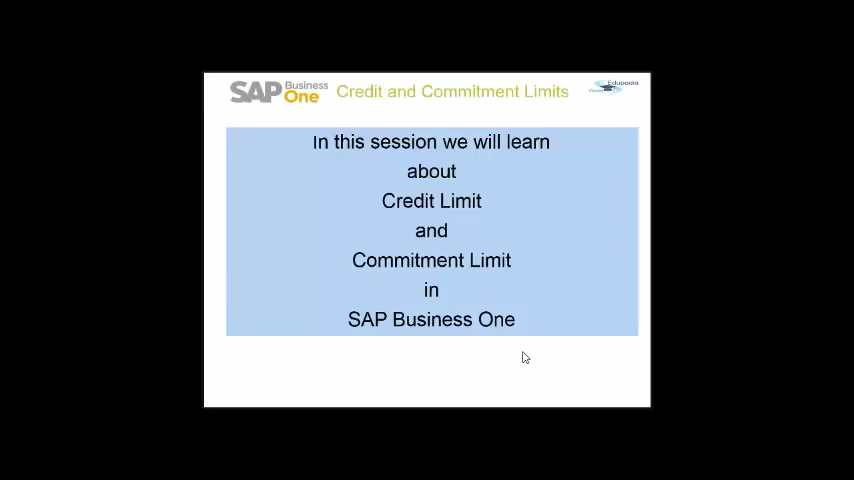 SAP Business One
Credit and Commitment Limits
Edupedia
In this session we will learn
about
Credit Limit
and
Commitment Limit
in
SAP Business One